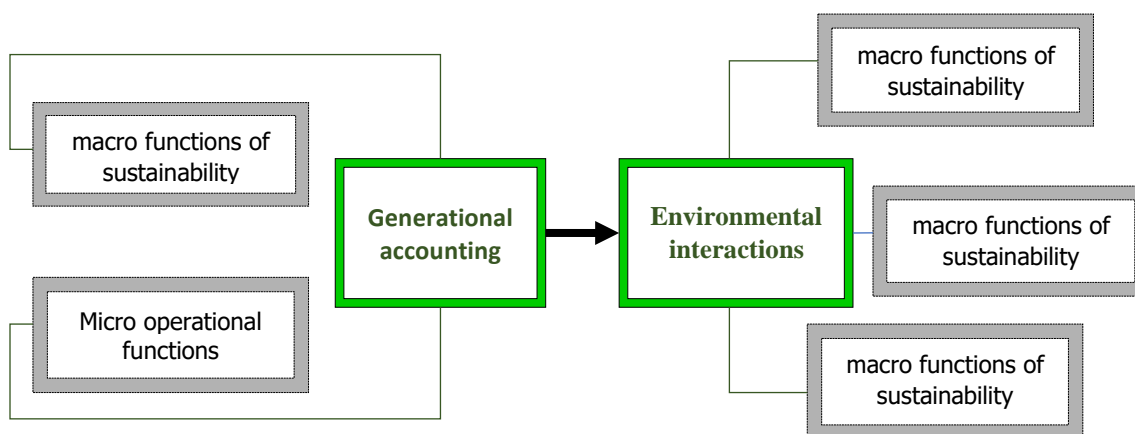 macro functions of
sustainability
macro functions of
sustainability
Generational
accounting
Environmental
interactions
macro functions of
sustainability
Micro operational
functions
macro functions of
sustainability